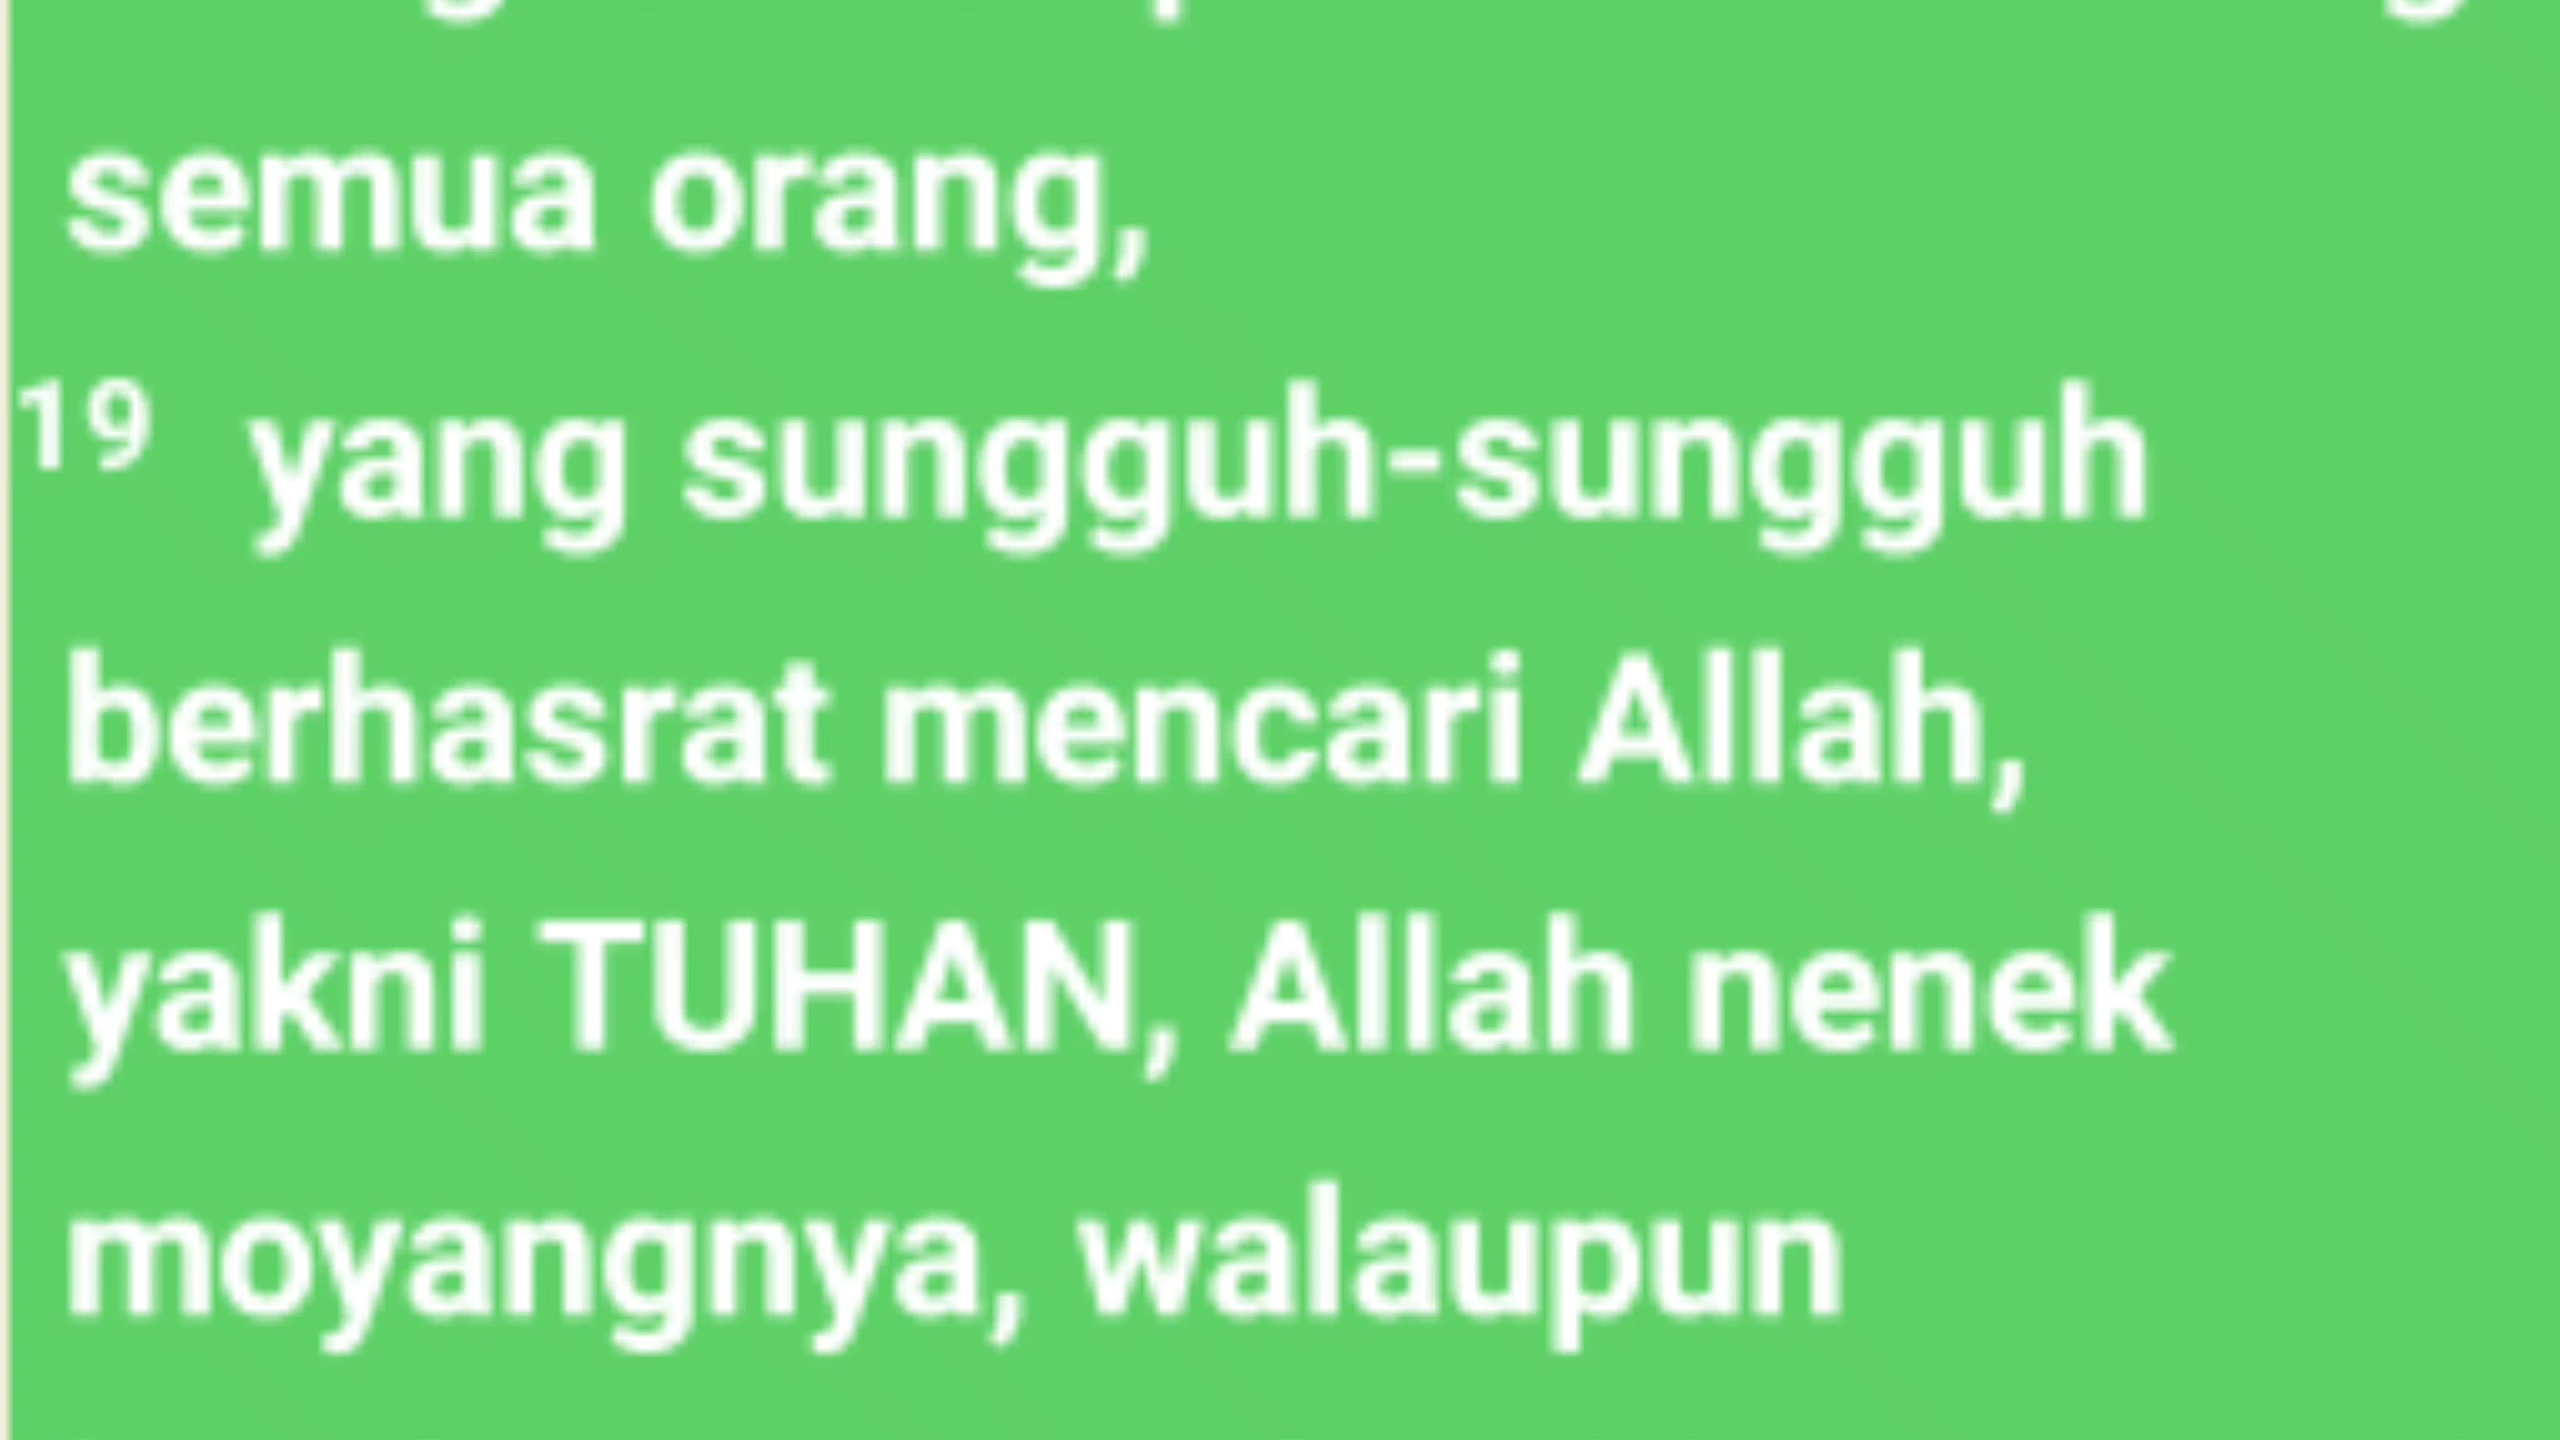 semua orang,
19 yang sungguh-sungguh
berhasrat mencari Allah,
yakni TUHAN, Allah nenek
moyangnya, walaupun